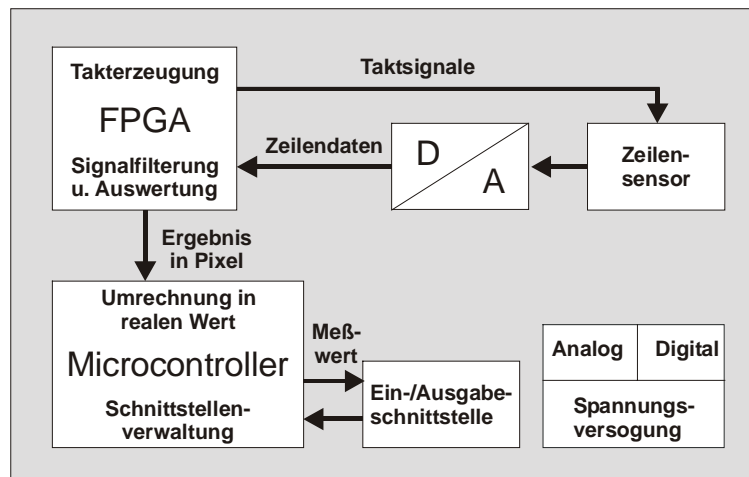 Takterzeugung
FPGA
Signalfilterung
u. Auswertung
Taktsignale
Zeilendaten
D
A
Zeilen-
sensor
Ergebnis
in Pixel
Umrechnung in
realen Wert
Microcontroller
Schnittstellen-
verwaltung
Meß-
wert
Ein-/Ausgabe-
schnittstelle
Analog
Digital
Spannungs-
versogung